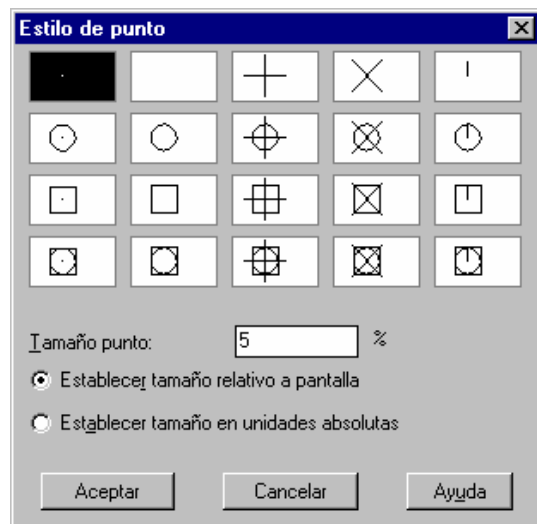 Estilo de punto
Tamaño punto: 5 %
Establecer tamaño relativo a pantalla
Establecer tamaño en unidades absolutas
Aceptar Cancelar Ayuda